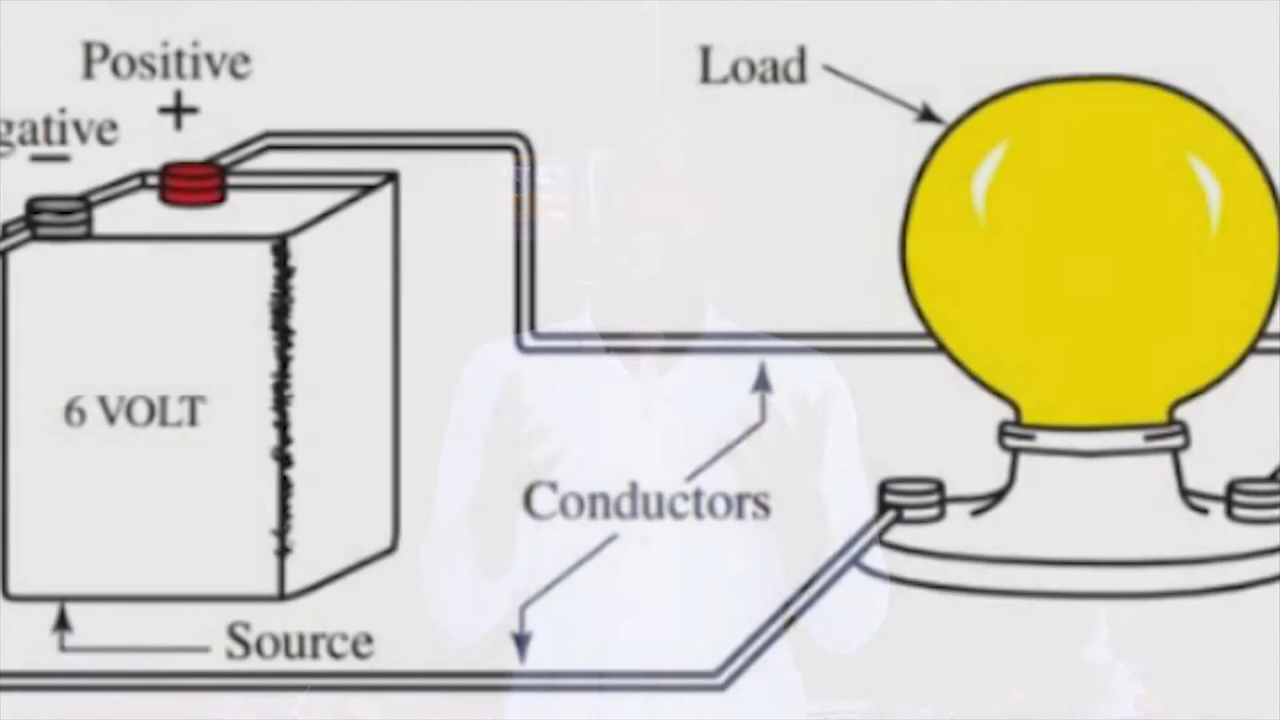 Positive
+
gative
–
Load
6 VOLT
Conductors
Source